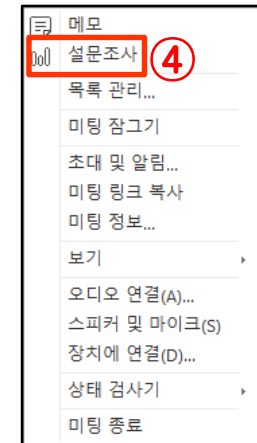 메모
설문조사 ④
목록 관리...
미팅 잠그기
초대 및 알림...
미팅 링크 복사
미팅 정보...
보기
오디오 연결(A)...
스피커 및 마이크(S)
장치에 연결(D)...
상태 검사기
미팅 종료